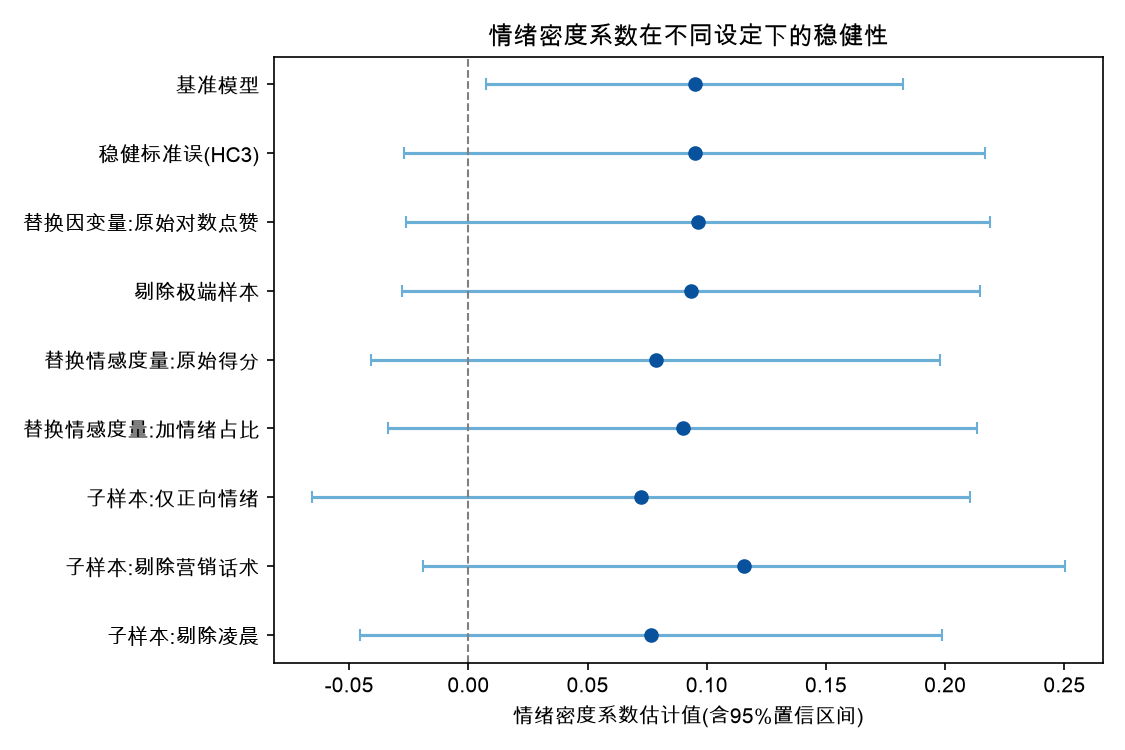 情绪密度系数在不同设定下的稳健性
基准模型
稳健标准误(HC3)
替换因变量:原始对数点赞
剔除极端样本
替换情感度量:原始得分
替换情感度量:加情绪占比
子样本:仅正向情绪
子样本:剔除营销话术
子样本:剔除凌晨
-0.05 0.00 0.05 0.10 0.15 0.20 0.25
情绪密度系数估计值(含95%置信区间)